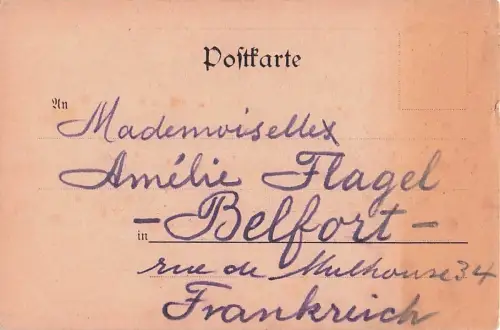 Postkarte
An
Mademoiselle
Amélie Flagel
in — Belfort —
rue de Mulhouse 34
Frankreich